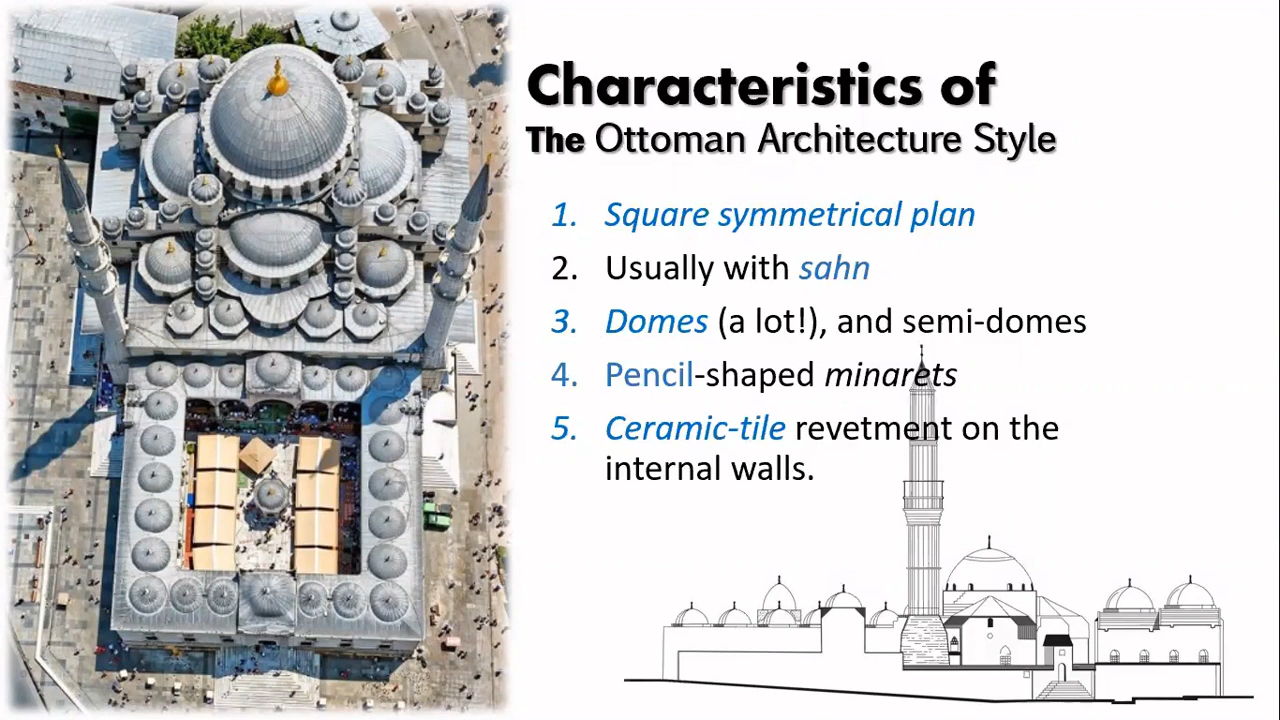 Characteristics of
The Ottoman Architecture Style
1. Square symmetrical plan
2. Usually with sahn
3. Domes (a lot!), and semi-domes
4. Pencil-shaped minarets
5. Ceramic-tile revetment on the
internal walls.